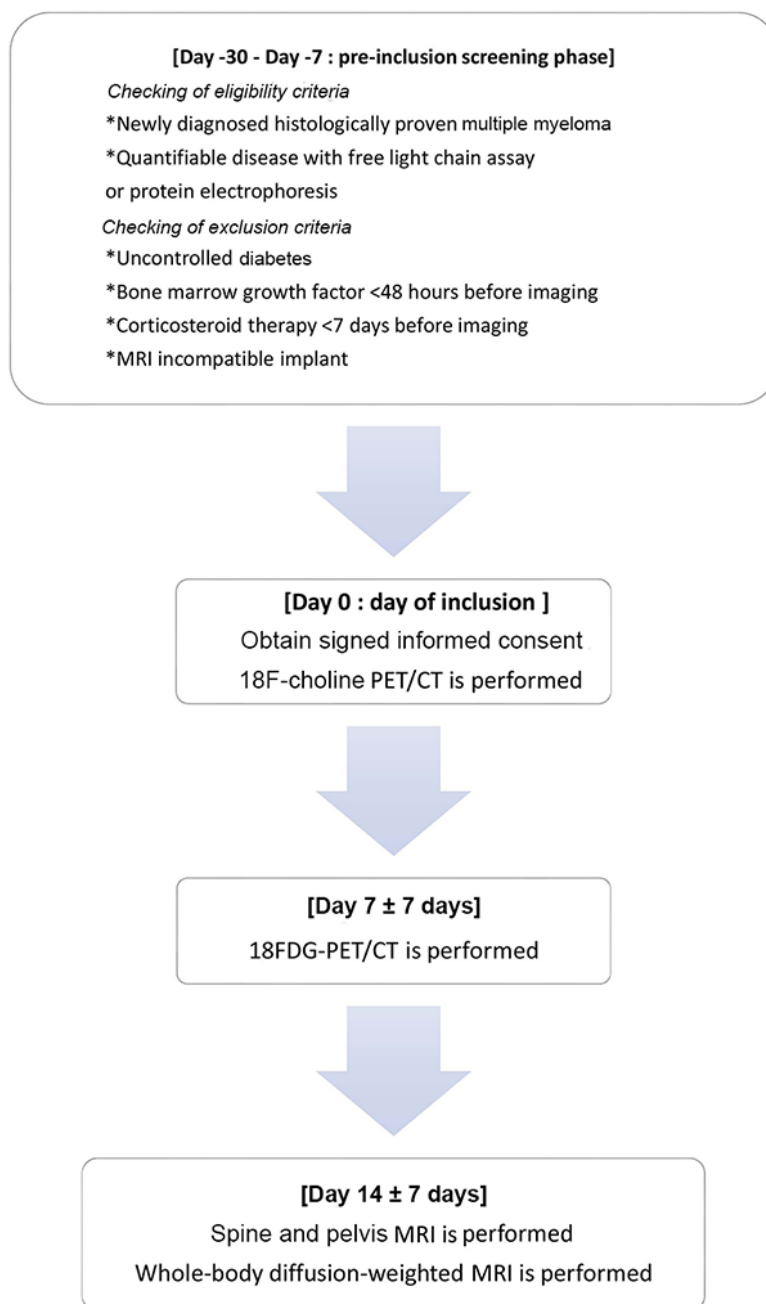 [Day -30 - Day -7 : pre-inclusion screening phase]
Checking of eligibility criteria
*Newly diagnosed histologically proven multiple myeloma
*Quantifiable disease with free light chain assay
or protein electrophoresis
Checking of exclusion criteria
*Uncontrolled diabetes
*Bone marrow growth factor <48 hours before imaging
*Corticosteroid therapy <7 days before imaging
*MRI incompatible implant
[Day 0 : day of inclusion ]
Obtain signed informed consent
18F-choline PET/CT is performed
[Day 7 ± 7 days]
18FDG-PET/CT is performed
[Day 14 ± 7 days]
Spine and pelvis MRI is performed
Whole-body diffusion-weighted MRI is performed